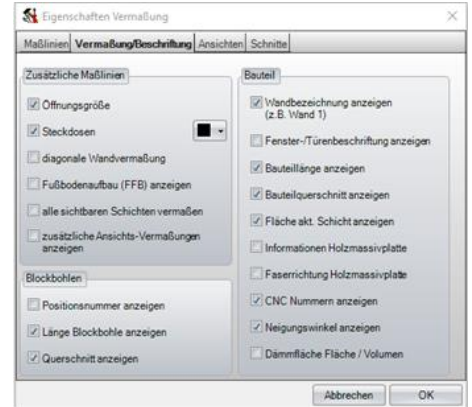 Eigenschaften Vermaßung
Maßlinien Vermaßung/Beschriftung Ansichten Schnitte
Zusätzliche Maßlinien
Öffnungsgröße
Steckdosen
diagonale Wandvermaßung
Fußbodenaufbau (FFB) anzeigen
alle sichtbaren Schichten vermaßen
zusätzliche Ansichts-Vermaßungen
anzeigen
Blockbohlen
Positionsnummer anzeigen
Länge Blockbohle anzeigen
Querschnitt anzeigen
Bauteil
Wandbezeichnung anzeigen
(z.B. Wand 1)
Fenster-/Türenbeschriftung anzeigen
Bauteillänge anzeigen
Bauteilquerschnitt anzeigen
Fläche akt. Schicht anzeigen
Informationen Holzmassivplatte
Faserrichtung Holzmassivplatte
CNC Nummern anzeigen
Neigungswinkel anzeigen
Dämmfläche Fläche / Volumen
Abbrechen OK